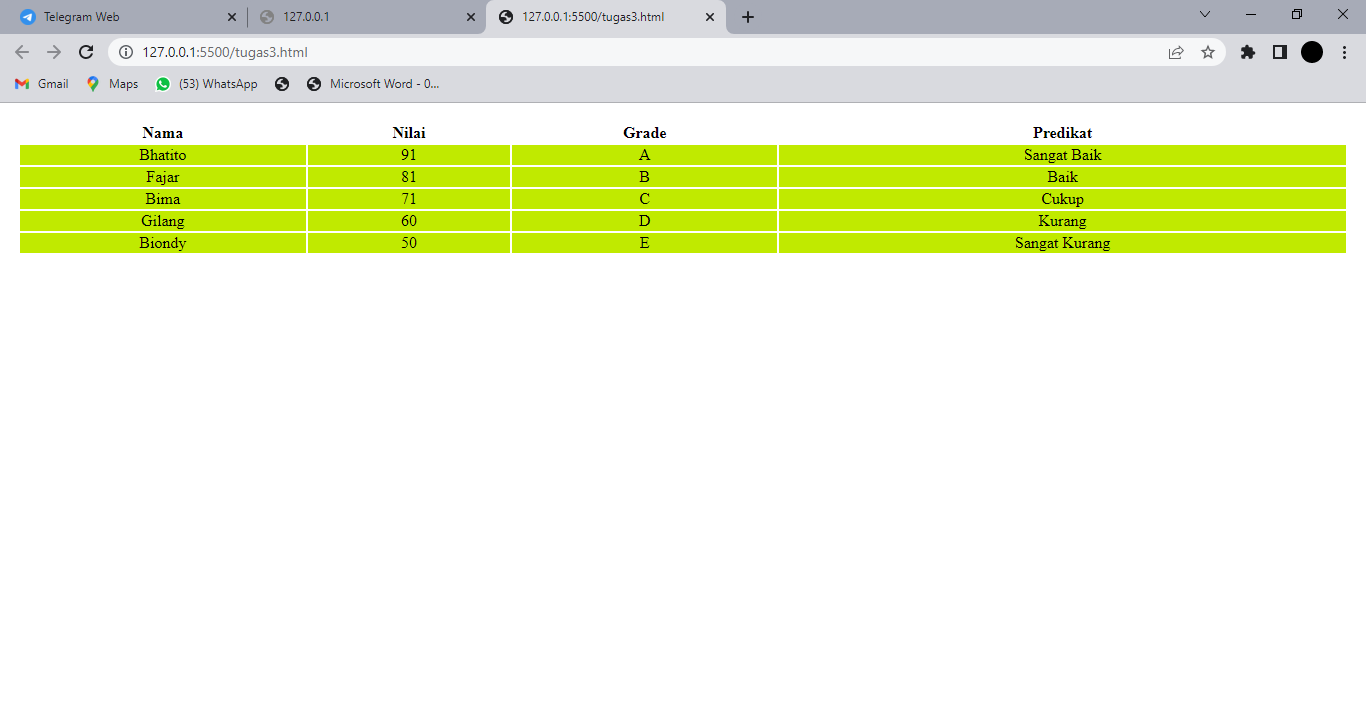 Telegram Web 127.0.0.1 127.0.0.1:5500/tugas3.html
127.0.0.1:5500/tugas3.html
Gmail Maps (53) WhatsApp Microsoft Word - 0...
Nama Nilai Grade Predikat
Bhatito 91 A Sangat Baik
Fajar 81 B Baik
Bima 71 C Cukup
Gilang 60 D Kurang
Biondy 50 E Sangat Kurang